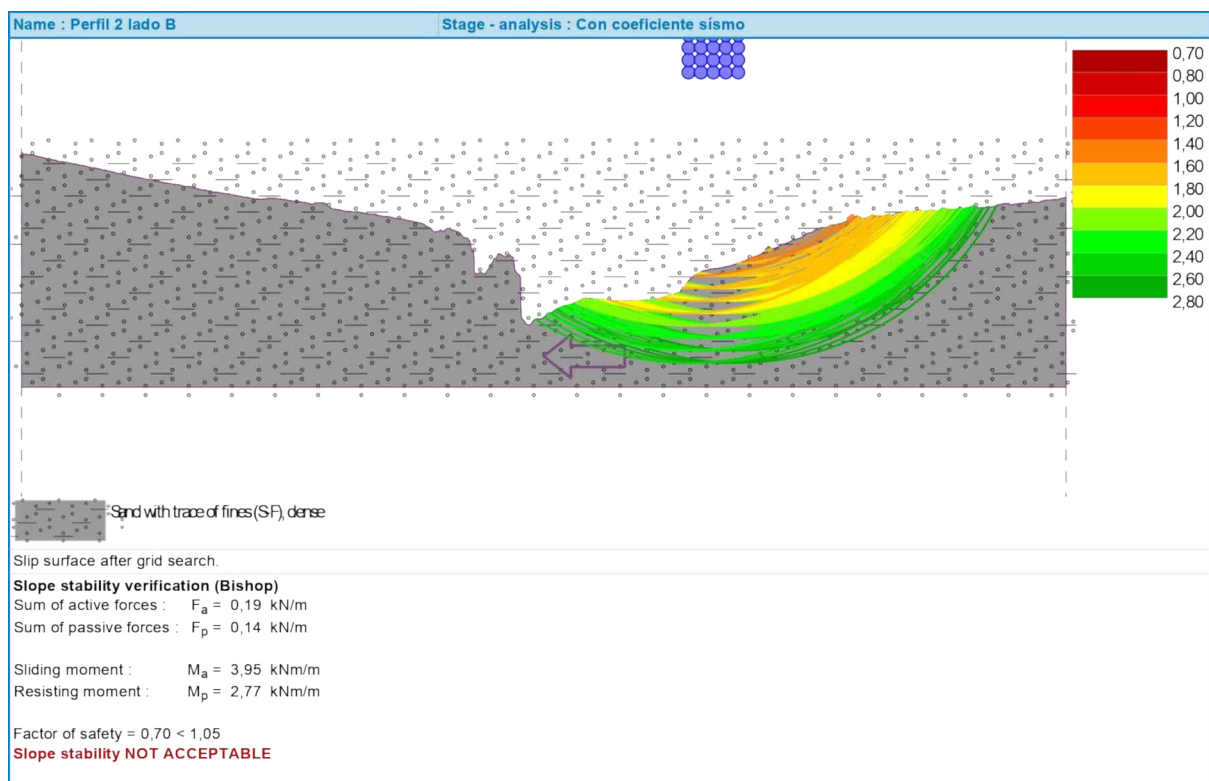 Name : Perfil 2 lado B
Stage - analysis : Con coeficiente sísmo
0,70
0,80
1,00
1,20
1,40
1,60
1,80
2,00
2,20
2,40
2,60
2,80
Sand with trace of fines (S-F), dense
Slip surface after grid search.
Slope stability verification (Bishop)
Sum of active forces : Fa = 0,19 kN/m
Sum of passive forces : Fp = 0,14 kN/m
Sliding moment : Ma = 3,95 kNm/m
Resisting moment : Mp = 2,77 kNm/m
Factor of safety = 0,70 < 1,05
Slope stability NOT ACCEPTABLE